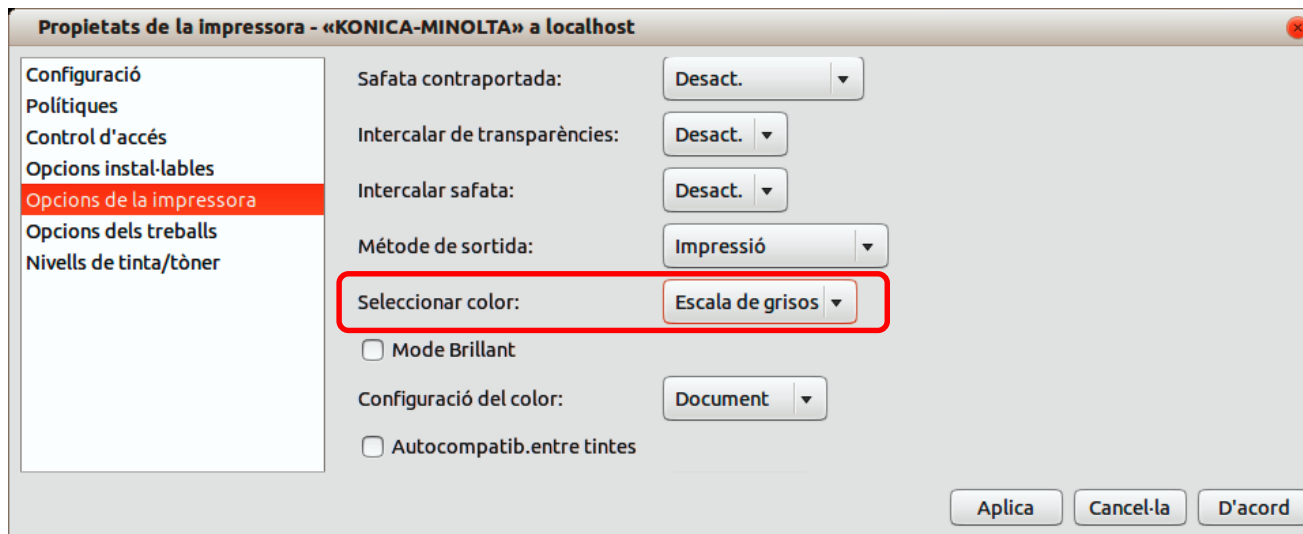 Propietats de la impressora - «KONICA-MINOLTA» a localhost
Configuració
Polítiques
Control d'accés
Opcions instal·lables
Opcions de la impressora
Opcions dels treballs
Nivells de tinta/tòner
Safata contraportada: Desact.
Intercalar de transparències: Desact.
Intercalar safata: Desact.
Métode de sortida: Impressió
Seleccionar color: Escala de grisos
Mode Brillant
Configuració del color: Document
Autocompatib.entre tintes
Aplica Cancel·la D'acord